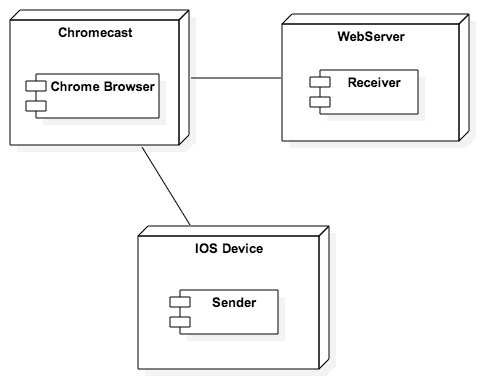 Chromecast
Chrome Browser
WebServer
Receiver
IOS Device
Sender